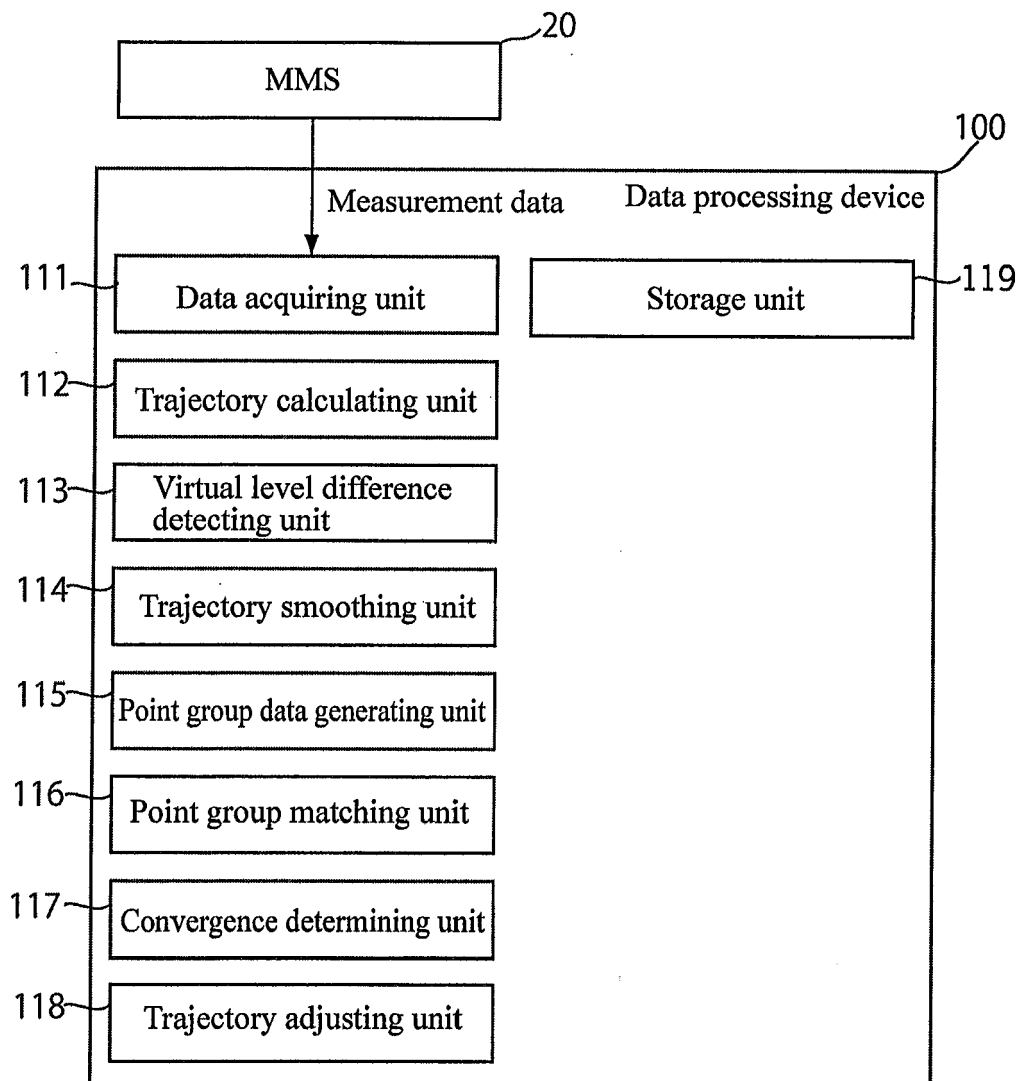 20
MMS
100
Measurement data
Data processing device
111
Data acquiring unit
Storage unit
119
112
Trajectory calculating unit
113
Virtual level difference
detecting unit
114
Trajectory smoothing unit
115
Point group data generating unit
116
Point group matching unit
117
Convergence determining unit
118
Trajectory adjusting unit